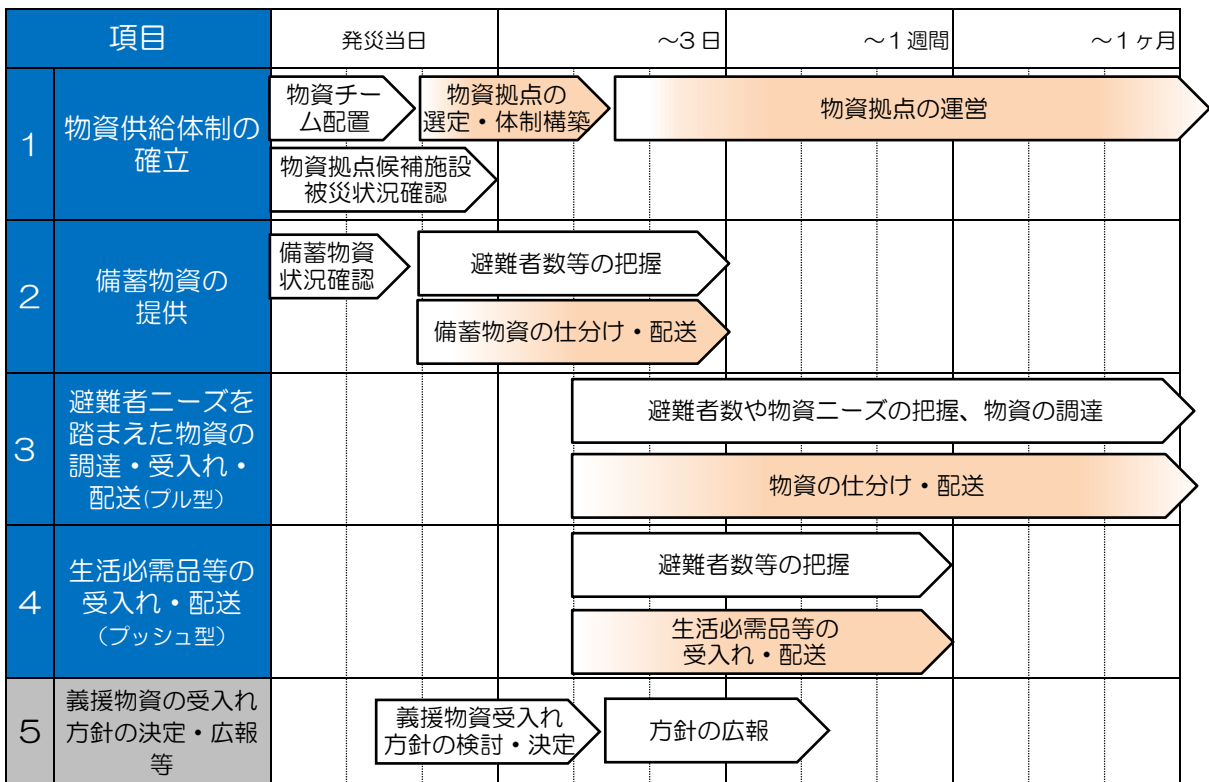 項目
発災当日
～3日
～1週間
～1ヶ月
1
物資供給体制の
確立
物資チー
ム配置
物資拠点の
選定・体制構築
物資拠点の運営
物資拠点候補施設
被災状況確認
2
備蓄物資の
提供
備蓄物資
状況確認
避難者数等の把握
備蓄物資の仕分け・配送
3
避難者ニーズを
踏まえた物資の
調達・受入れ・
配送(プル型)
避難者数や物資ニーズの把握、物資の調達
物資の仕分け・配送
4
生活必需品等の
受入れ・配送
（プッシュ型）
避難者数等の把握
生活必需品等の
受入れ・配送
5
義援物資の受入れ
方針の決定・広報
等
義援物資受入れ
方針の検討・決定
方針の広報